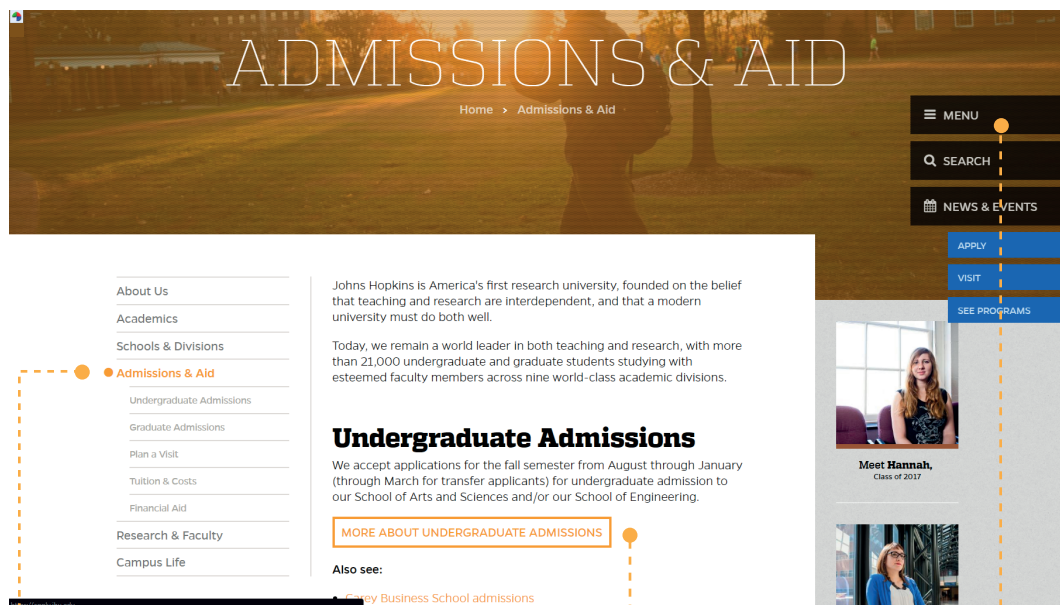 ADMISSIONS & AID
Home > Admissions & Aid
MENU
SEARCH
NEWS & EVENTS
APPLY
VISIT
SEE PROGRAMS
About Us
Academics
Schools & Divisions
Admissions & Aid
Undergraduate Admissions
Graduate Admissions
Plan a Visit
Tuition & Costs
Financial Aid
Research & Faculty
Campus Life
Johns Hopkins is America's first research university, founded on the belief
that teaching and research are interdependent, and that a modern
university must do both well.
Today, we remain a world leader in both teaching and research, with more
than 21,000 undergraduate and graduate students studying with
esteemed faculty members across nine world-class academic divisions.
Undergraduate Admissions
We accept applications for the fall semester from August through January
(through March for transfer applicants) for undergraduate admission to
our School of Arts and Sciences and/or our School of Engineering.
MORE ABOUT UNDERGRADUATE ADMISSIONS
Also see:
Carey Business School admissions
Meet Hannah,
Class of 2017